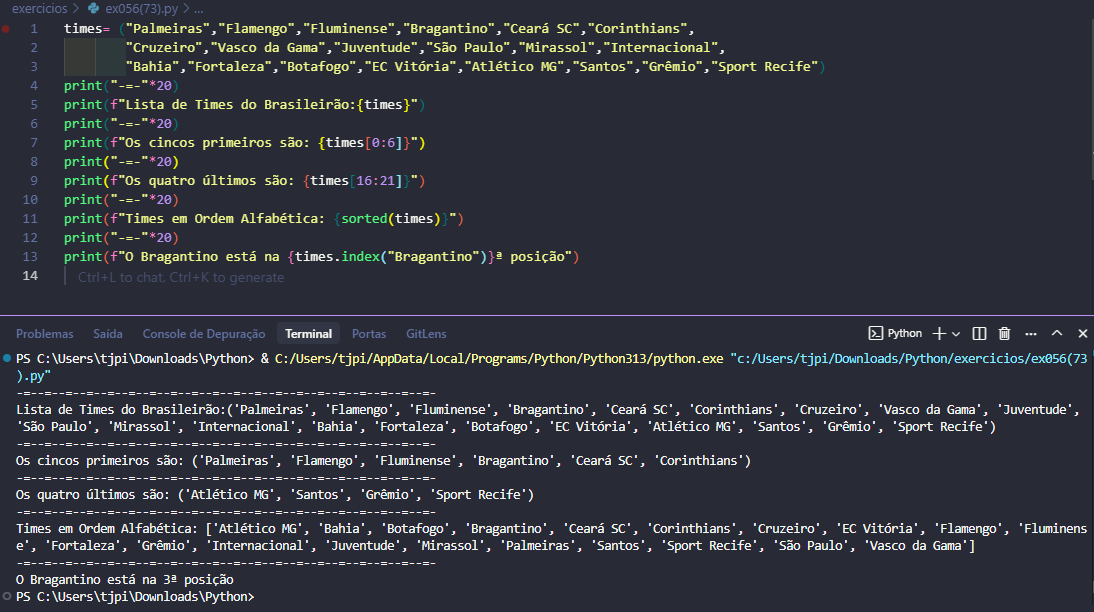 exercicios > ex056(73).py > ...
1 times= ("Palmeiras","Flamengo","Fluminense","Bragantino","Ceará SC","Corinthians",
2 "Cruzeiro","Vasco da Gama","Juventude","São Paulo","Mirassol","Internacional",
3 "Bahia","Fortaleza","Botafogo","EC Vitória","Atlético MG","Santos","Grêmio","Sport Recife")
4 print("-=-"*20)
5 print(f"Lista de Times do Brasileirão:{times}")
6 print("-=-"*20)
7 print(f"Os cincos primeiros são: {times[0:6]}")
8 print("-=-"*20)
9 print(f"Os quatro últimos são: {times[16:21]}")
10 print("-=-"*20)
11 print(f"Times em Ordem Alfabética: {sorted(times)}")
12 print("-=-"*20)
13 print(f"O Bragantino está na {times.index("Bragantino")}ª posição")
14 Ctrl+L to chat, Ctrl+K to generate
Problemas Saída Console de Depuração Terminal Portas GitLens Python
PS C:\Users\tjpi\Downloads\Python> & C:/Users/tjpi/AppData/Local/Programs/Python/Python313/python.exe "c:/Users/tjpi/Downloads/Python/exercicios/ex056(73
).py"
-=--=--=--=--=--=--=--=--=--=--=--=--=--=--=--=--=--=--=--=-
Lista de Times do Brasileirão:('Palmeiras', 'Flamengo', 'Fluminense', 'Bragantino', 'Ceará SC', 'Corinthians', 'Cruzeiro', 'Vasco da Gama', 'Juventude',
'São Paulo', 'Mirassol', 'Internacional', 'Bahia', 'Fortaleza', 'Botafogo', 'EC Vitória', 'Atlético MG', 'Santos', 'Grêmio', 'Sport Recife')
-=--=--=--=--=--=--=--=--=--=--=--=--=--=--=--=--=--=--=--=-
Os cincos primeiros são: ('Palmeiras', 'Flamengo', 'Fluminense', 'Bragantino', 'Ceará SC', 'Corinthians')
-=--=--=--=--=--=--=--=--=--=--=--=--=--=--=--=--=--=--=--=-
Os quatro últimos são: ('Atlético MG', 'Santos', 'Grêmio', 'Sport Recife')
-=--=--=--=--=--=--=--=--=--=--=--=--=--=--=--=--=--=--=--=-
Times em Ordem Alfabética: ['Atlético MG', 'Bahia', 'Botafogo', 'Bragantino', 'Ceará SC', 'Corinthians', 'Cruzeiro', 'EC Vitória', 'Flamengo', 'Fluminens
e', 'Fortaleza', 'Grêmio', 'Internacional', 'Juventude', 'Mirassol', 'Palmeiras', 'Santos', 'Sport Recife', 'São Paulo', 'Vasco da Gama']
-=--=--=--=--=--=--=--=--=--=--=--=--=--=--=--=--=--=--=--=-
O Bragantino está na 3ª posição
PS C:\Users\tjpi\Downloads\Python>